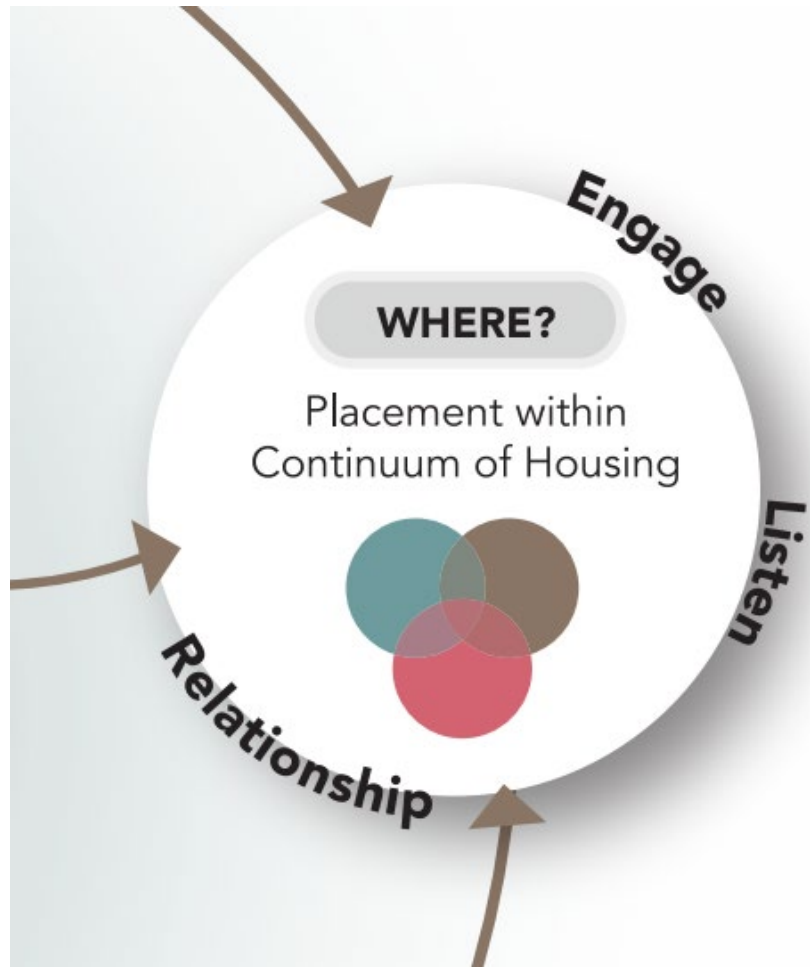 Engage
WHERE?
Placement within
Continuum of Housing
Listen
Relationship